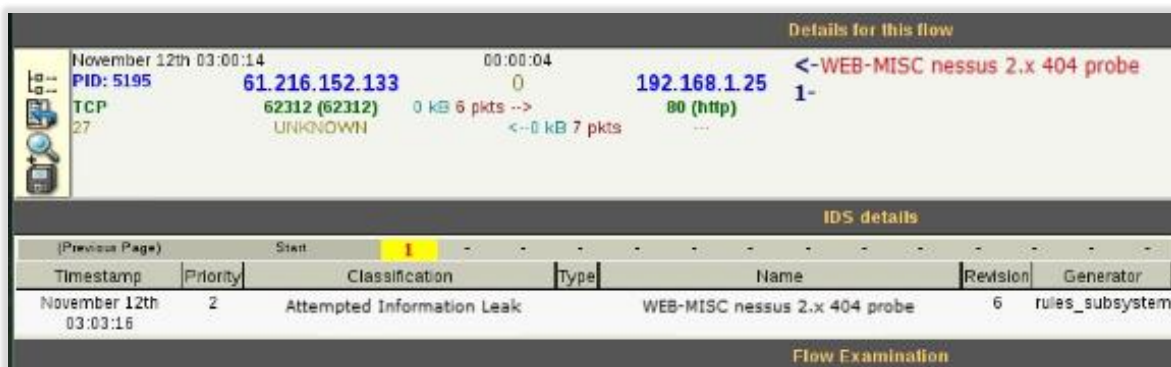 Details for this flow
November 12th 03:00:14 00:00:04 <-WEB-MISC nessus 2.x 404 probe
PID: 5195 61.216.152.133 0 192.168.1.25 1-
TCP 62312 (62312) 0 kB 6 pkts --> 80 (http)
27 UNKNOWN <--0 kB 7 pkts ---
IDS details
(Previous Page) Start 1 - - - - - - - - - - - -
Timestamp Priority Classification Type Name Revision Generator
November 12th 2 Attempted Information Leak WEB-MISC nessus 2.x 404 probe 6 rules_subsystem
03:03:16
Flow Examination